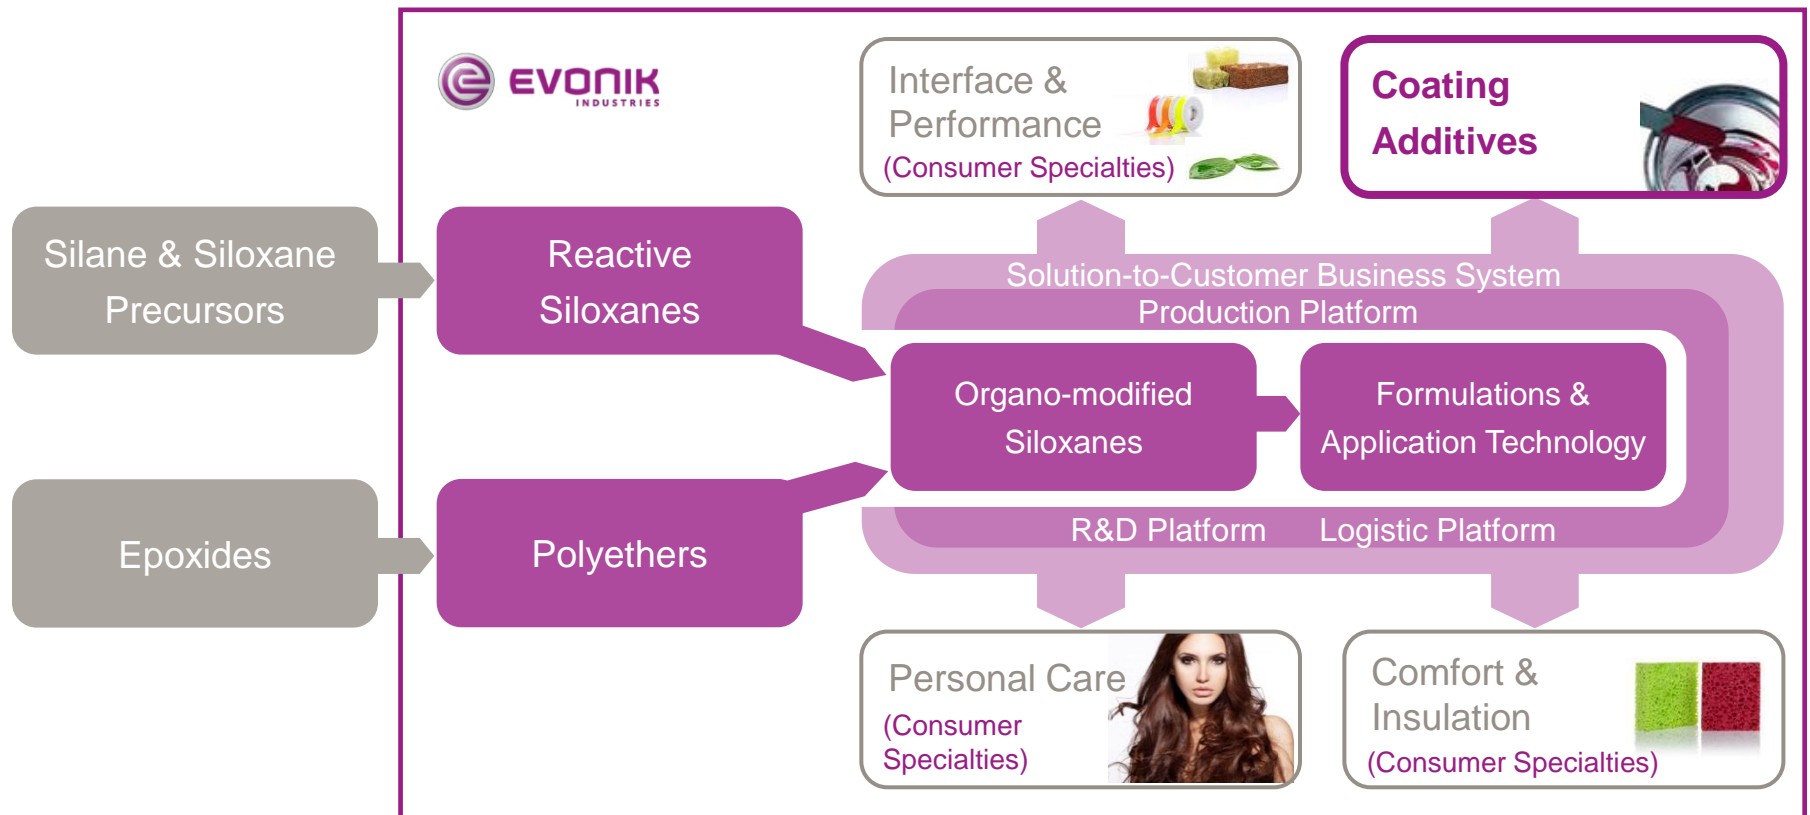 EVONIK
INDUSTRIES
Interface &
Performance
(Consumer Specialties)
Coating
Additives
Silane & Siloxane
Precursors
Reactive
Siloxanes
Solution-to-Customer Business System
Production Platform
Organo-modified
Siloxanes
Formulations &
Application Technology
Epoxides
Polyethers
R&D Platform Logistic Platform
Personal Care
(Consumer
Specialties)
Comfort &
Insulation
(Consumer Specialties)